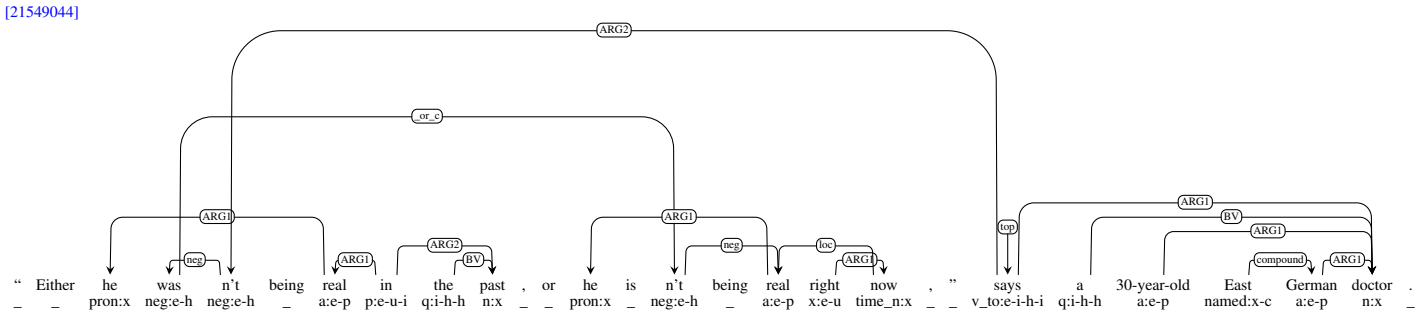 [21549044]
ARG2
_or_c
ARG1 ARG1 ARG1
BV
top
ARG1
neg ARG2 neg loc
ARG1 BV ARG1 compound ARG1
“ Either he was n't being real in the past , or he is n't being real right now , ” says a 30-year-old East German doctor .
_ _ pron:x neg:e-h neg:e-h _ a:e-p p:e-u-i q:i-h-h n:x _ _ pron:x _ neg:e-h _ a:e-p x:e-u time_n:x _ _ v_to:e-i-h-i q:i-h-h a:e-p named:x-c a:e-p n:x _